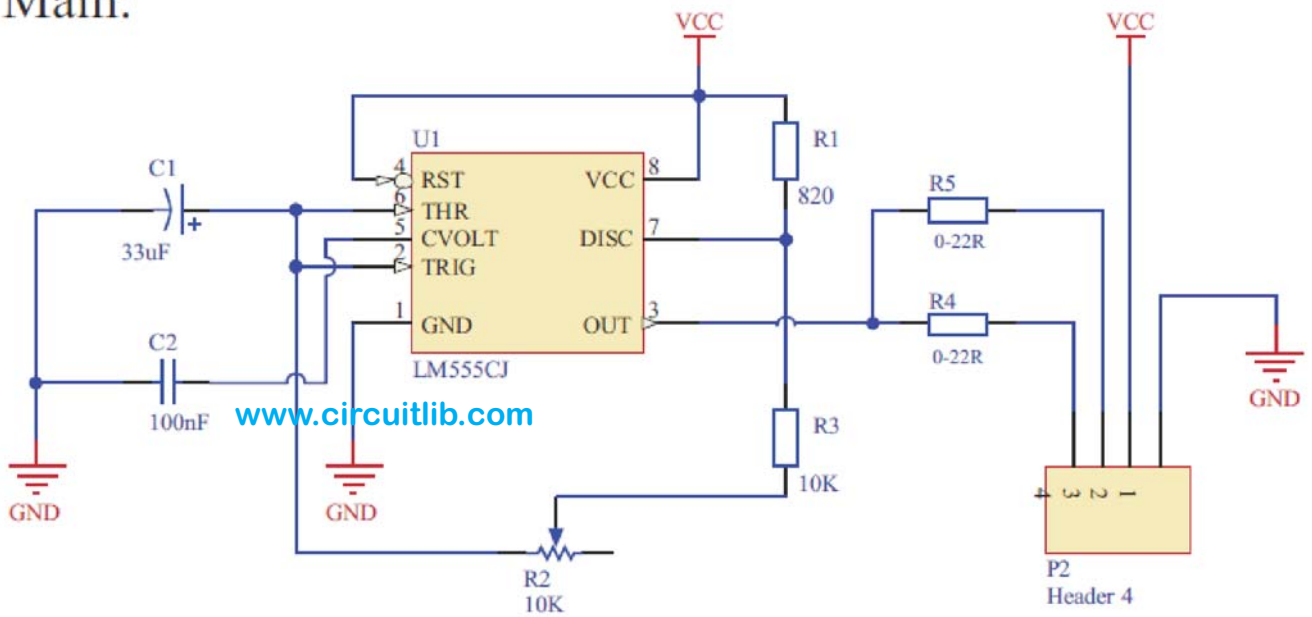 Main:
VCC
VCC
U1
C1
33uF
4
RST
6
THR
5
CVOLT
2
TRIG
1
GND
VCC
8
DISC
7
OUT
3
LM555CJ
R1
820
R5
0-22R
R4
0-22R
C2
100nF
www.circuitlib.com
R3
10K
GND
GND
GND
R2
10K
4 3 2 1
P2
Header 4